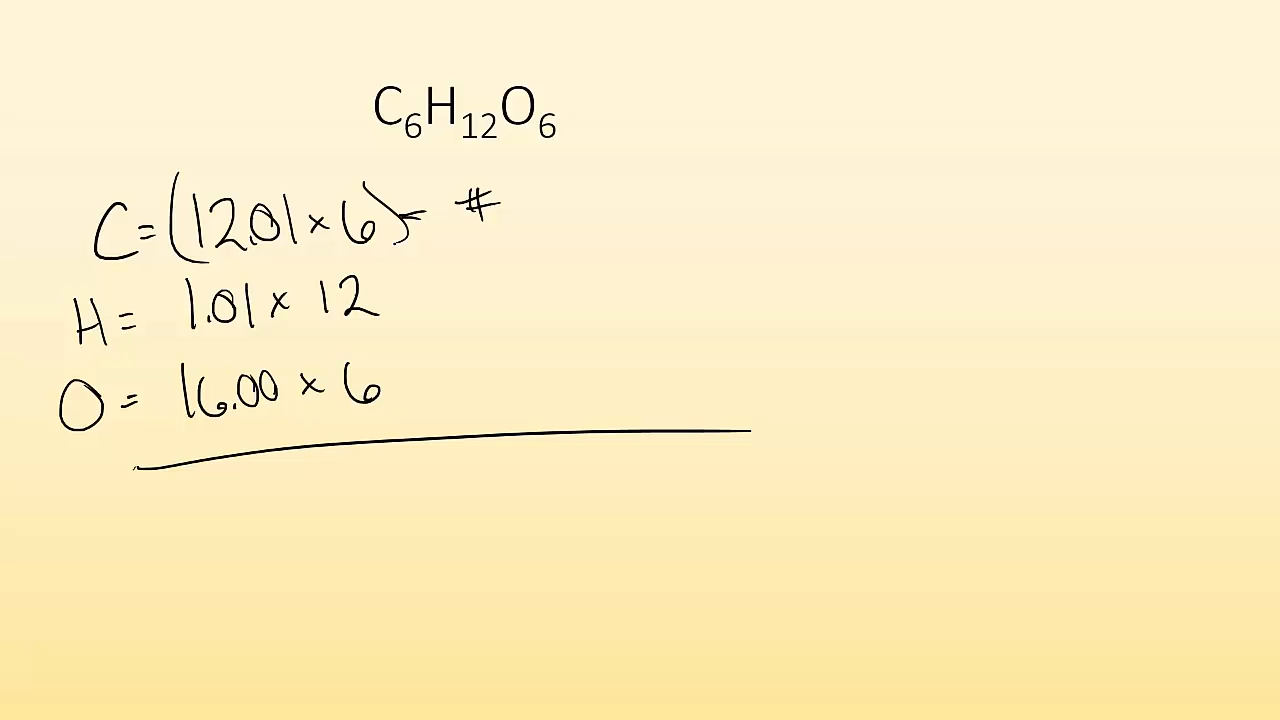 C₆H₁₂O₆
C = (12.01 × 6) = #
H = 1.01 × 12
O = 16.00 × 6